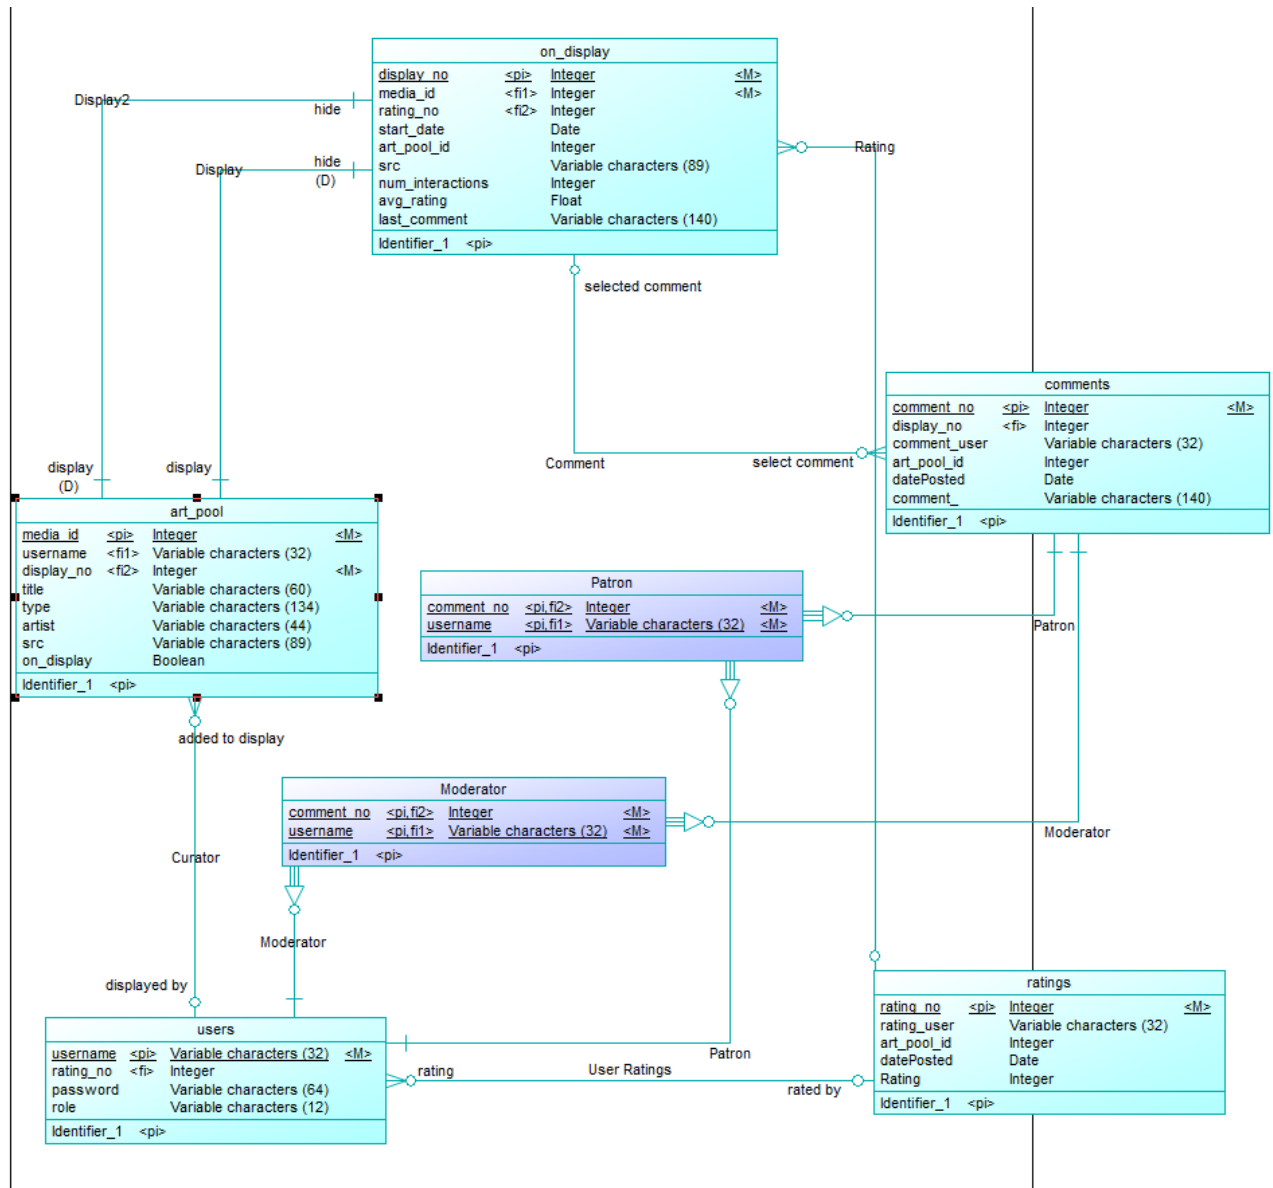 on_display
display_no <pi> Integer <M>
media_id <fi1> Integer <M>
rating_no <fi2> Integer
start_date Date
art_pool_id Integer
src Variable characters (89)
num_interactions Integer
avg_rating Float
last_comment Variable characters (140)
Identifier_1 <pi>
Display2
hide
Display
hide
(D)
Rating
selected comment
Comment
select comment
display
(D)
display
comments
comment_no <pi> Integer <M>
display_no <fi> Integer
comment_user Variable characters (32)
art_pool_id Integer
datePosted Date
comment_ Variable characters (140)
Identifier_1 <pi>
art_pool
media_id <pi> Integer <M>
username <fi1> Variable characters (32)
display_no <fi2> Integer <M>
title Variable characters (60)
type Variable characters (134)
artist Variable characters (44)
src Variable characters (89)
on_display Boolean
Identifier_1 <pi>
Patron
comment_no <pi,fi2> Integer <M>
username <pi,fi1> Variable characters (32) <M>
Identifier_1 <pi>
Patron
added to display
Moderator
comment_no <pi,fi2> Integer <M>
username <pi,fi1> Variable characters (32) <M>
Identifier_1 <pi>
Moderator
Curator
Moderator
displayed by
users
username <pi> Variable characters (32) <M>
rating_no <fi> Integer
password Variable characters (64)
role Variable characters (12)
Identifier_1 <pi>
Patron
rating
User Ratings
rated by
ratings
rating_no <pi> Integer <M>
rating_user Variable characters (32)
art_pool_id Integer
datePosted Date
Rating Integer
Identifier_1 <pi>